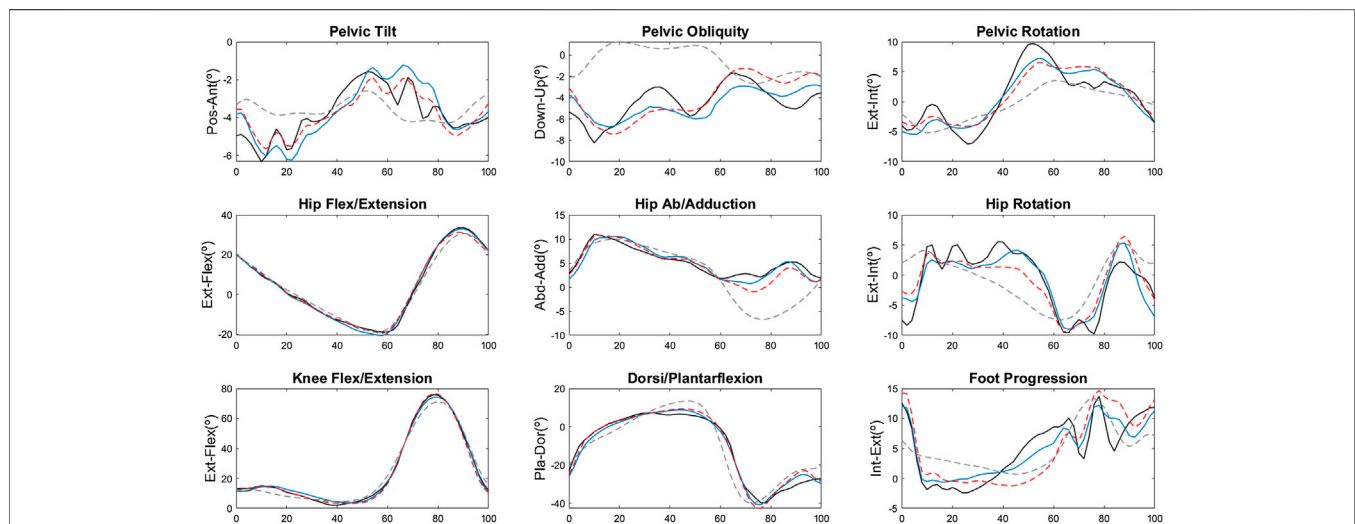 Pelvic Tilt
Pos-Ant(º)
0
-2
-4
-6
0 20 40 60 80 100
Pelvic Obliquity
Down-Up(º)
0
-2
-4
-6
-8
-10
0 20 40 60 80 100
Pelvic Rotation
Ext-Int(º)
10
5
0
-5
-10
0 20 40 60 80 100
Hip Flex/Extension
Ext-Flex(º)
40
20
0
-20
0 20 40 60 80 100
Hip Ab/Adduction
Abd-Add(º)
15
10
5
0
-5
-10
0 20 40 60 80 100
Hip Rotation
Ext-Int(º)
10
5
0
-5
-10
0 20 40 60 80 100
Knee Flex/Extension
Ext-Flex(º)
80
60
40
20
0
0 20 40 60 80 100
Dorsi/Plantarflexion
Pla-Dor(º)
20
0
-20
-40
0 20 40 60 80 100
Foot Progression
Int-Ext(º)
15
10
5
0
-5
0 20 40 60 80 100